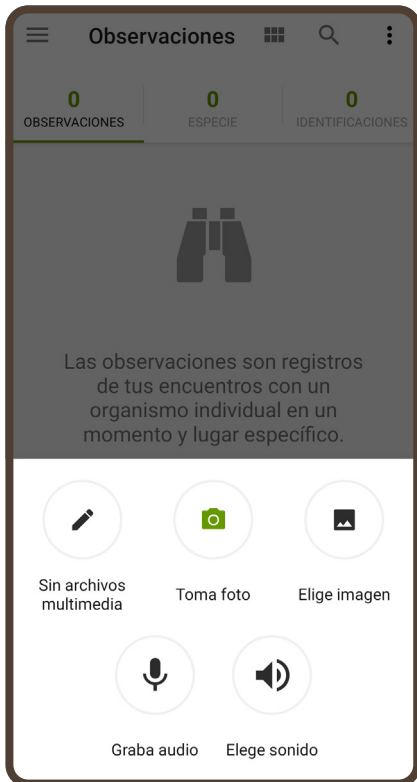 Observaciones
0 0 0
OBSERVACIONES ESPECIE IDENTIFICACIONES
Las observaciones son registros
de tus encuentros con un
organismo individual en un
momento y lugar específico.
Sin archivos
multimedia
Toma foto
Elige imagen
Graba audio
Elege sonido